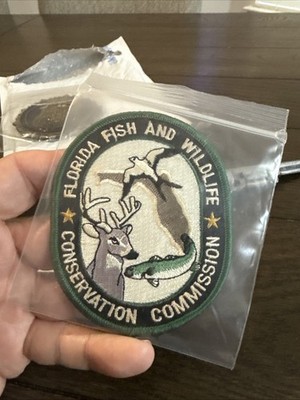 FLORIDA FISH AND WILDLIFE
CONSERVATION COMMISSION